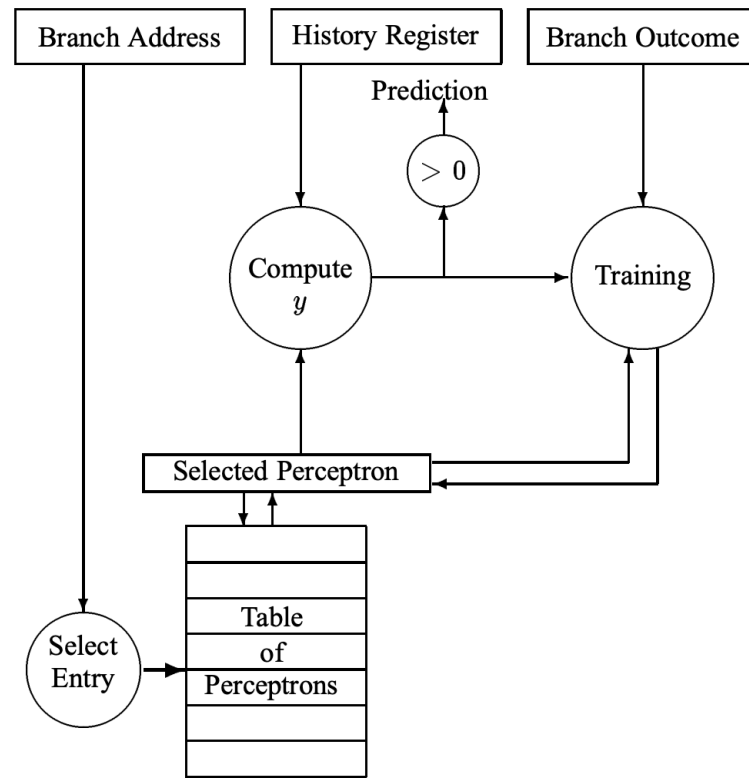 Branch Address
History Register
Branch Outcome
Prediction
> 0
Compute
y
Training
Selected Perceptron
Table
of
Perceptrons
Select
Entry